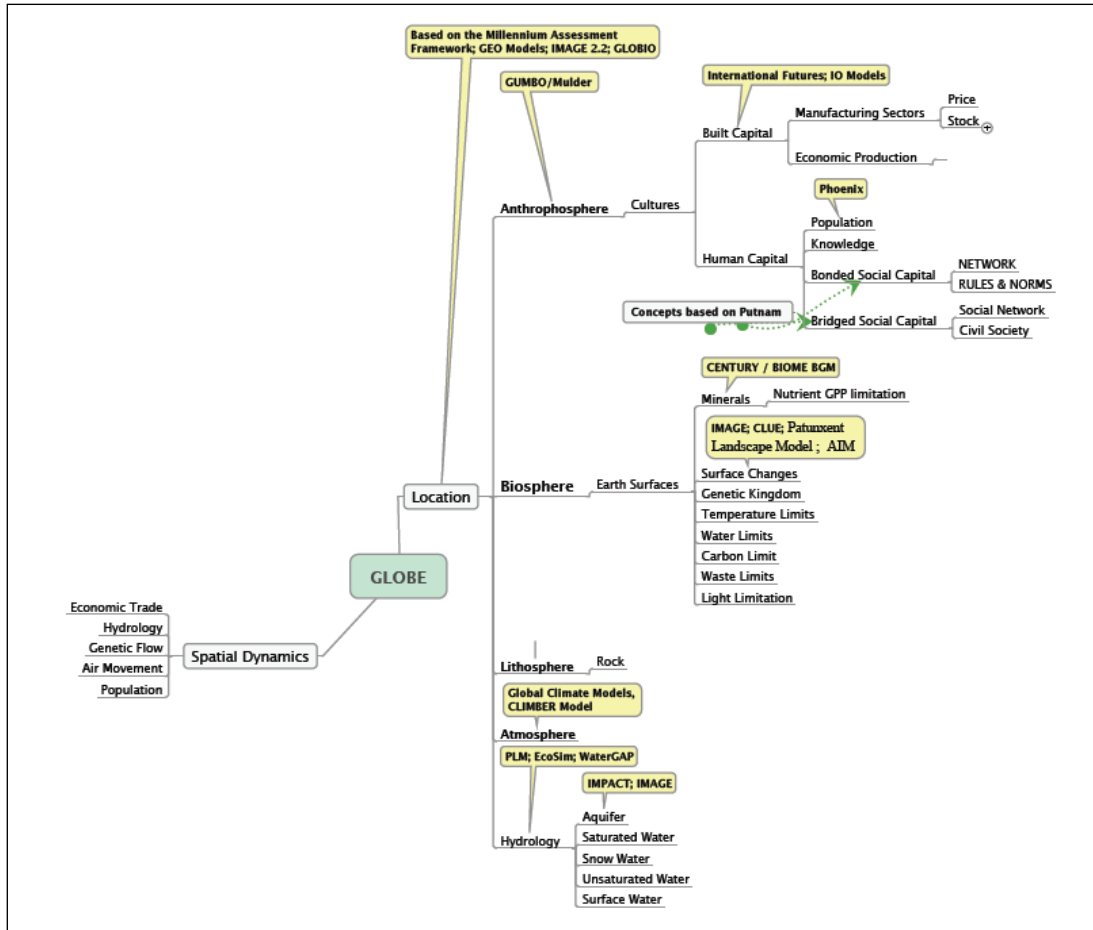 Based on the Millennium Assessment
Framework; GEO Models; IMAGE 2.2; GLOBIO
GUMBO/Mulder
International Futures; IO Models
Price
Manufacturing Sectors
Stock
Built Capital
Economic Production
Phoenix
Anthrophosphere
Cultures
Population
Knowledge
Human Capital
Bonded Social Capital
NETWORK
RULES & NORMS
Concepts based on Putnam
Bridged Social Capital
Social Network
Civil Society
CENTURY / BIOME BGM
Minerals
Nutrient GPP limitation
IMAGE; CLUE; Patunxent
Landscape Model ; AIM
Surface Changes
Biosphere
Earth Surfaces
Genetic Kingdom
Location
Temperature Limits
Water Limits
Carbon Limit
Waste Limits
Light Limitation
GLOBE
Economic Trade
Hydrology
Genetic Flow
Spatial Dynamics
Air Movement
Population
Lithosphere
Rock
Global Climate Models,
CLIMBER Model
Atmosphere
PLM; EcoSim; WaterGAP
IMPACT; IMAGE
Aquifer
Hydrology
Saturated Water
Snow Water
Unsaturated Water
Surface Water